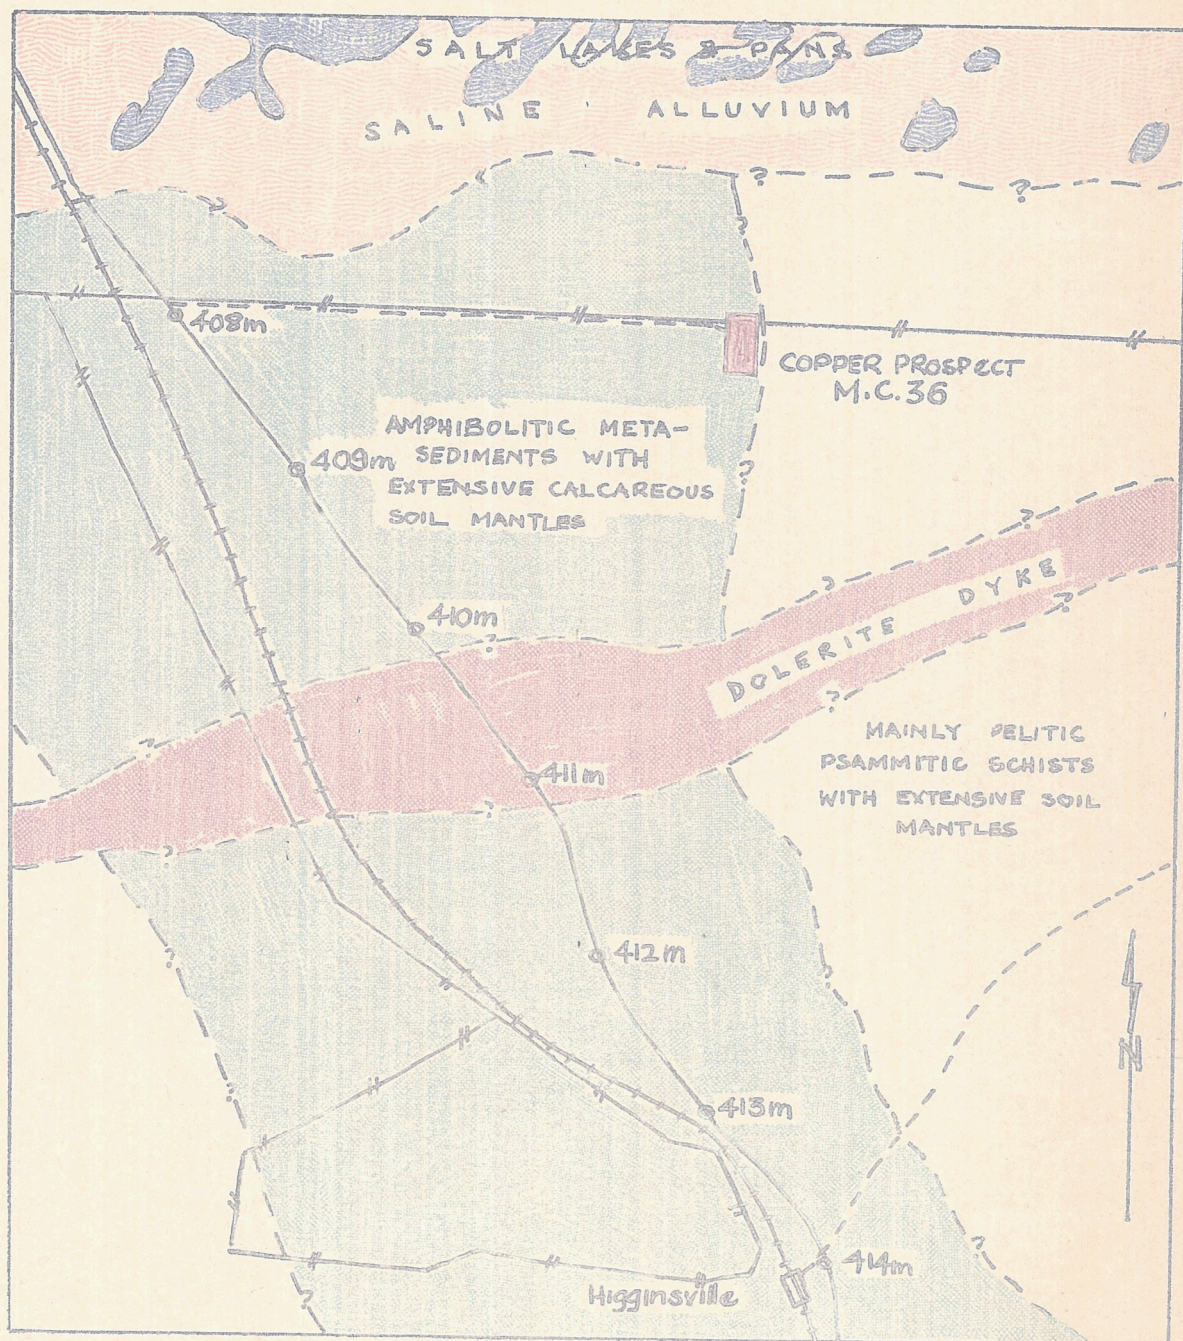 SALT LAKES & PANS
SALINE ALLUVIUM
?
?
?
?
?
408m
COPPER PROSPECT
M.C.36
AMPHIBOLITIC META-
SEDIMENTS WITH
EXTENSIVE CALCAREOUS
SOIL MANTLES
409m
?
?
?
410m
?
DOLERITE DYKE
?
?
MAINLY PELITIC
PSAMMITIC SCHISTS
WITH EXTENSIVE SOIL
MANTLES
?
411m
?
?
412m
?
?
N
?
413m
?
414m
Higginsville
?